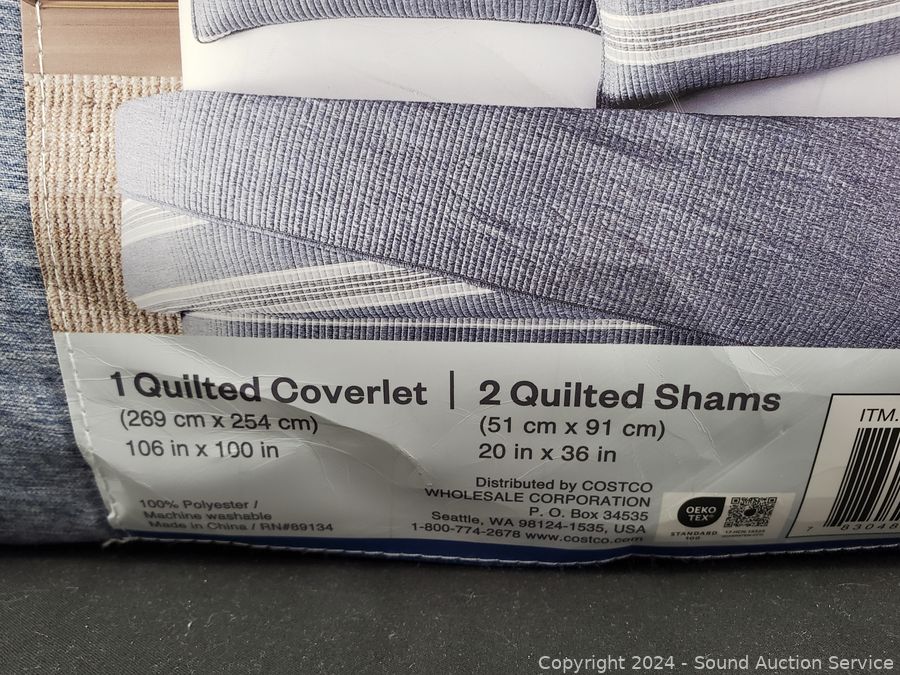 1 Quilted Coverlet | 2 Quilted Shams
(269 cm x 254 cm)
106 in x 100 in
(51 cm x 91 cm)
20 in x 36 in
100% Polyester /
Machine washable
Made in China / RN#89134
Distributed by COSTCO
WHOLESALE CORPORATION
P. O. Box 34535
Seattle, WA 98124-1535, USA
1-800-774-2678 www.costco.com
OEKO
TEX®
STANDARD
100
ITM.
7 83048
Copyright © 2024 - Sound Auction Service